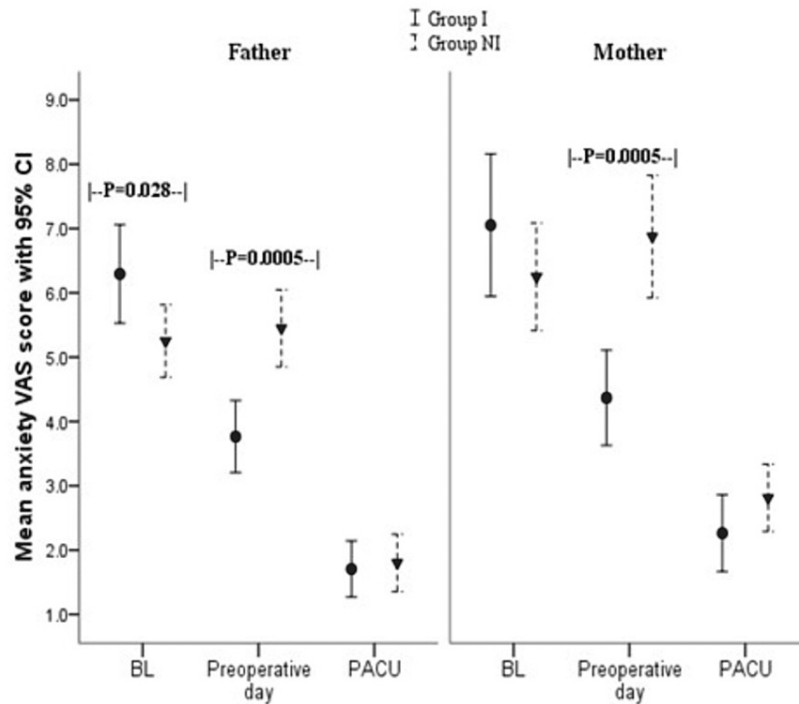 Group I
Group NI
Father
Mother
Mean anxiety VAS score with 95% CI
9.0
8.0
7.0
6.0
5.0
4.0
3.0
2.0
1.0
|--P=0.028--|
|--P=0.0005--|
|--P=0.0005--|
BL
Preoperative
day
PACU
BL
Preoperative
day
PACU